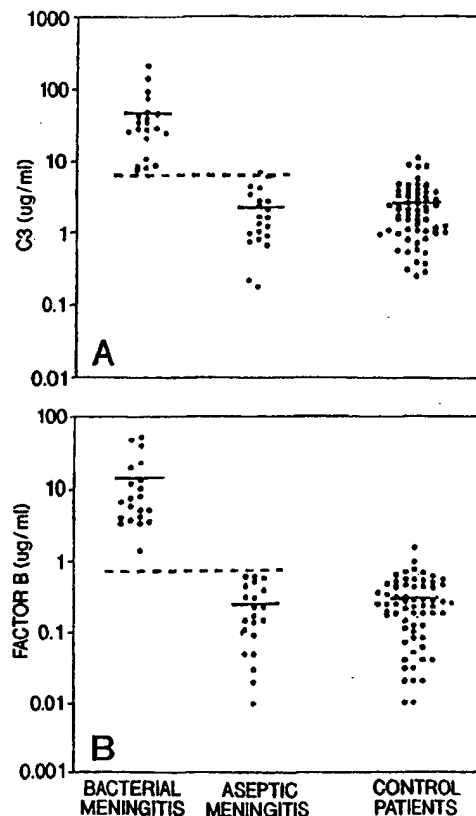 1000
100
10
1
0.1
0.01
C3 (ug/ml)
A
100
10
1
0.1
0.01
0.001
FACTOR B (ug/ml)
B
BACTERIAL MENINGITIS
ASEPTIC MENINGITIS
CONTROL PATIENTS